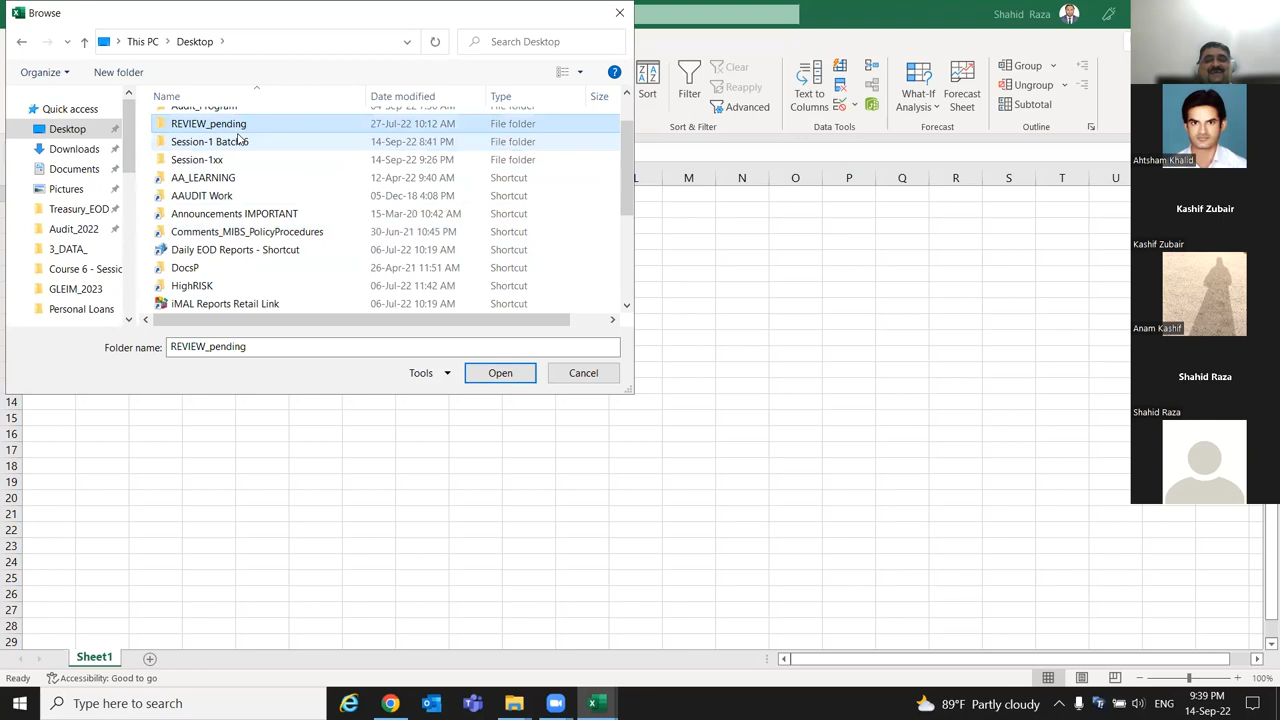 Browse
Shahid Raza
This PC
Desktop
Search Desktop
Organize
New folder
Name
Date modified
Type
Size
Quick access
Desktop
Downloads
Documents
Pictures
Treasury_EOD
Audit_2022
3_DATA_
Course 6 - Sessic
GLEIM_2023
Personal Loans
Audit_Program 04-Sep-22 1:50 AM File folder
REVIEW_pending 27-Jul-22 10:12 AM File folder
Session-1 Batch6 14-Sep-22 8:41 PM File folder
Session-1xx 14-Sep-22 9:26 PM File folder
AA_LEARNING 12-Apr-22 9:40 AM Shortcut
AAUDIT Work 05-Dec-18 4:08 PM Shortcut
Announcements IMPORTANT 15-Mar-20 10:42 AM Shortcut
Comments_MIBS_PolicyProcedures 30-Jun-21 10:45 PM Shortcut
Daily EOD Reports - Shortcut 06-Jul-22 10:19 AM Shortcut
DocsP 26-Apr-21 11:51 AM Shortcut
HighRISK 06-Jul-22 11:42 AM Shortcut
iMAL Reports Retail Link 06-Jul-22 10:19 AM Shortcut
Folder name: REVIEW_pending
Tools
Open
Cancel
Sort
Filter
Clear
Reapply
Advanced
Sort & Filter
Text to
Columns
Data Tools
What-If
Analysis
Forecast
Sheet
Forecast
Group
Ungroup
Subtotal
Outline
L M N O P Q R S T U
14
15
16
17
18
19
20
21
22
23
24
25
26
27
28
29
Ahtsham Khalid
Kashif Zubair
Kashif Zubair
Anam Kashif
Shahid Raza
Shahid Raza
Sheet1
Ready
Accessibility: Good to go
100%
Type here to search
89°F Partly cloudy
ENG
9:39 PM
14-Sep-22